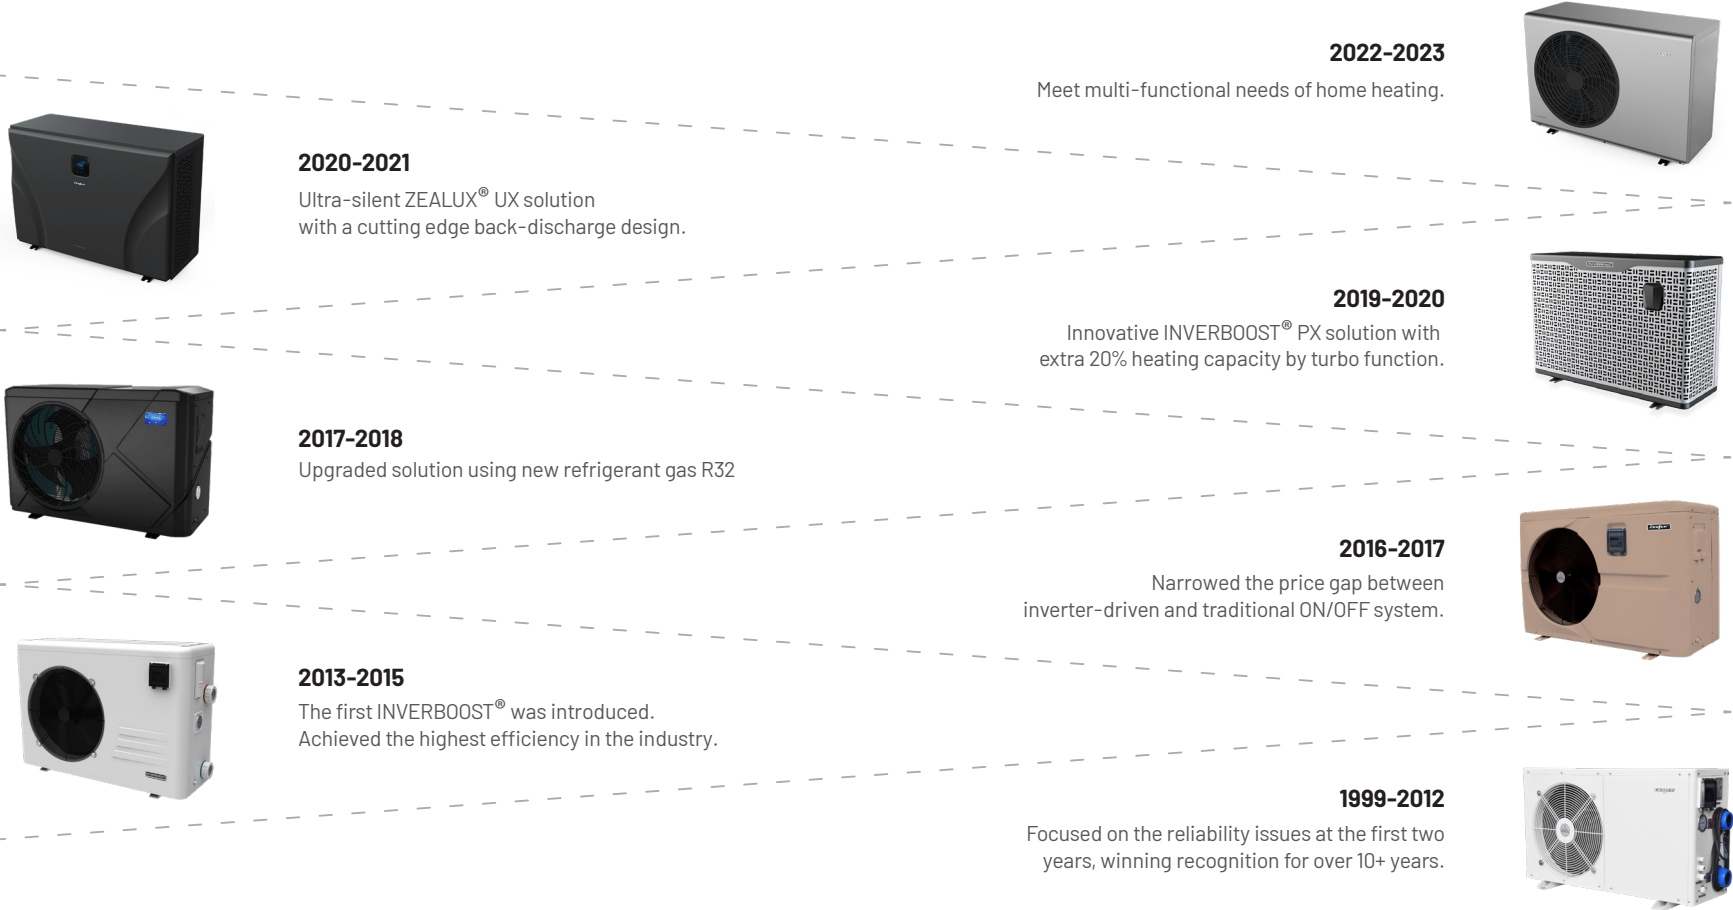 2022-2023
Meet multi-functional needs of home heating.
2020-2021
Ultra-silent ZEALUX® UX solution
with a cutting edge back-discharge design.
2019-2020
Innovative INVERBOOST® PX solution with
extra 20% heating capacity by turbo function.
2017-2018
Upgraded solution using new refrigerant gas R32
2016-2017
Narrowed the price gap between
inverter-driven and traditional ON/OFF system.
2013-2015
The first INVERBOOST® was introduced.
Achieved the highest efficiency in the industry.
1999-2012
Focused on the reliability issues at the first two
years, winning recognition for over 10+ years.